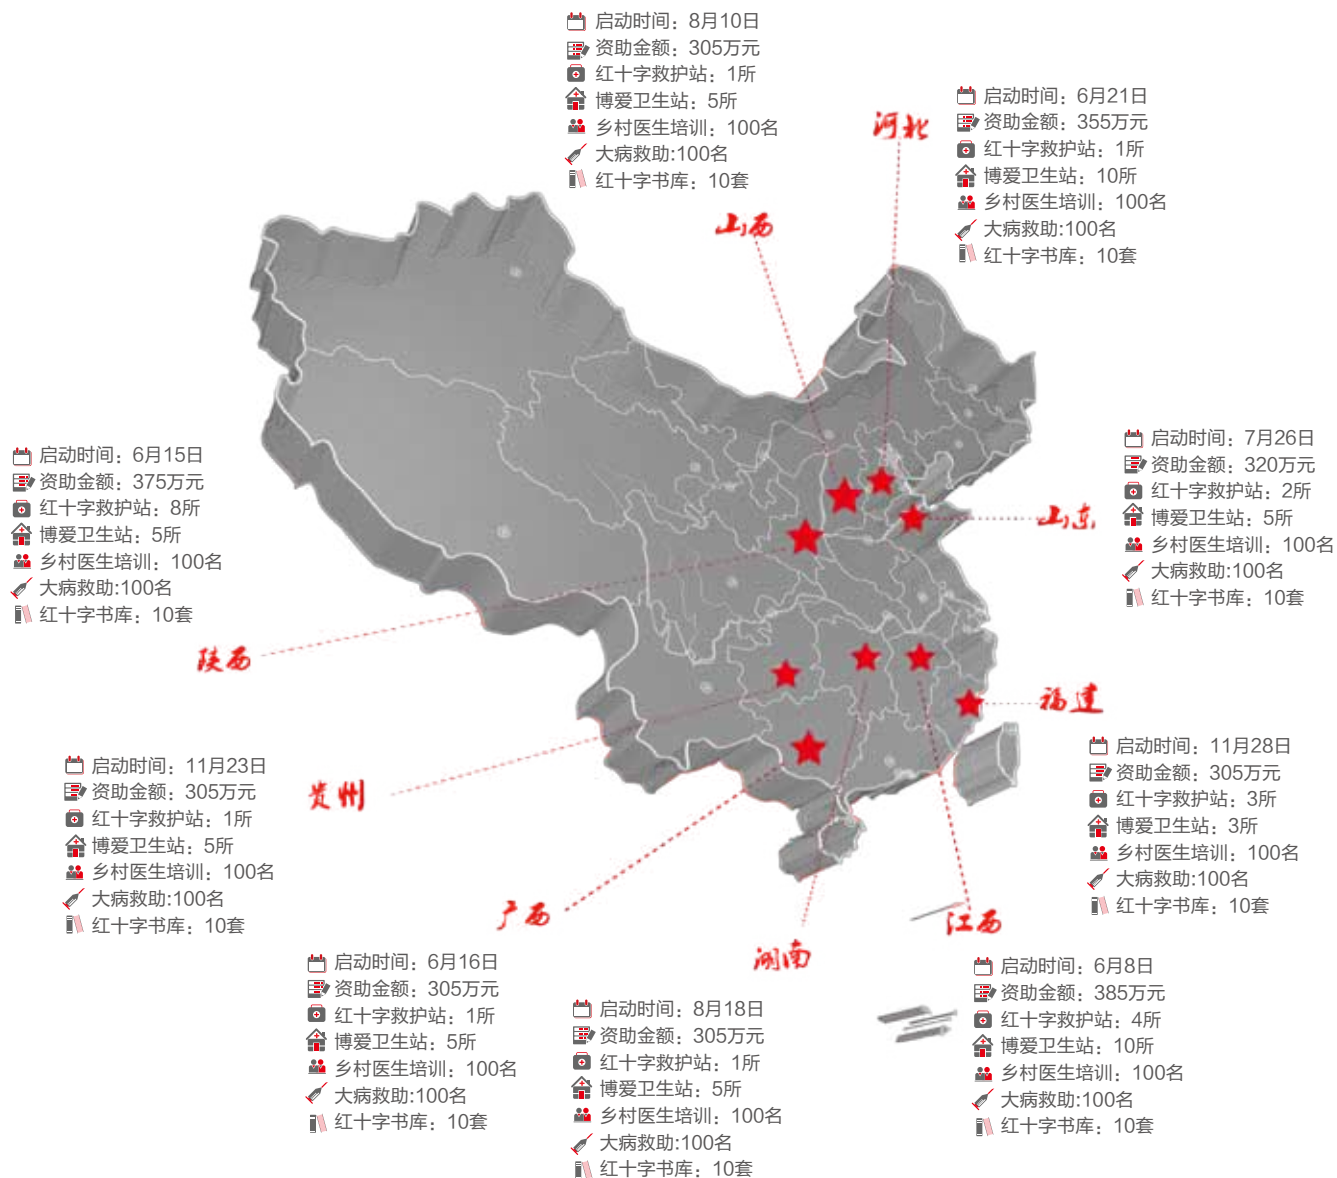 启动时间：8月10日
资助金额：305万元
红十字救护站：1所
博爱卫生站：5所
乡村医生培训：100名
大病救助:100名
红十字书库：10套
山西
河北
启动时间：6月21日
资助金额：355万元
红十字救护站：1所
博爱卫生站：10所
乡村医生培训：100名
大病救助:100名
红十字书库：10套
启动时间：6月15日
资助金额：375万元
红十字救护站：8所
博爱卫生站：5所
乡村医生培训：100名
大病救助:100名
红十字书库：10套
陕西
启动时间：7月26日
资助金额：320万元
红十字救护站：2所
博爱卫生站：5所
乡村医生培训：100名
大病救助:100名
红十字书库：10套
山东
福建
启动时间：11月28日
资助金额：305万元
红十字救护站：3所
博爱卫生站：3所
乡村医生培训：100名
大病救助:100名
红十字书库：10套
贵州
启动时间：11月23日
资助金额：305万元
红十字救护站：1所
博爱卫生站：5所
乡村医生培训：100名
大病救助:100名
红十字书库：10套
广西
启动时间：6月16日
资助金额：305万元
红十字救护站：1所
博爱卫生站：5所
乡村医生培训：100名
大病救助:100名
红十字书库：10套
湖南
启动时间：8月18日
资助金额：305万元
红十字救护站：1所
博爱卫生站：5所
乡村医生培训：100名
大病救助:100名
红十字书库：10套
江西
启动时间：6月8日
资助金额：385万元
红十字救护站：4所
博爱卫生站：10所
乡村医生培训：100名
大病救助:100名
红十字书库：10套